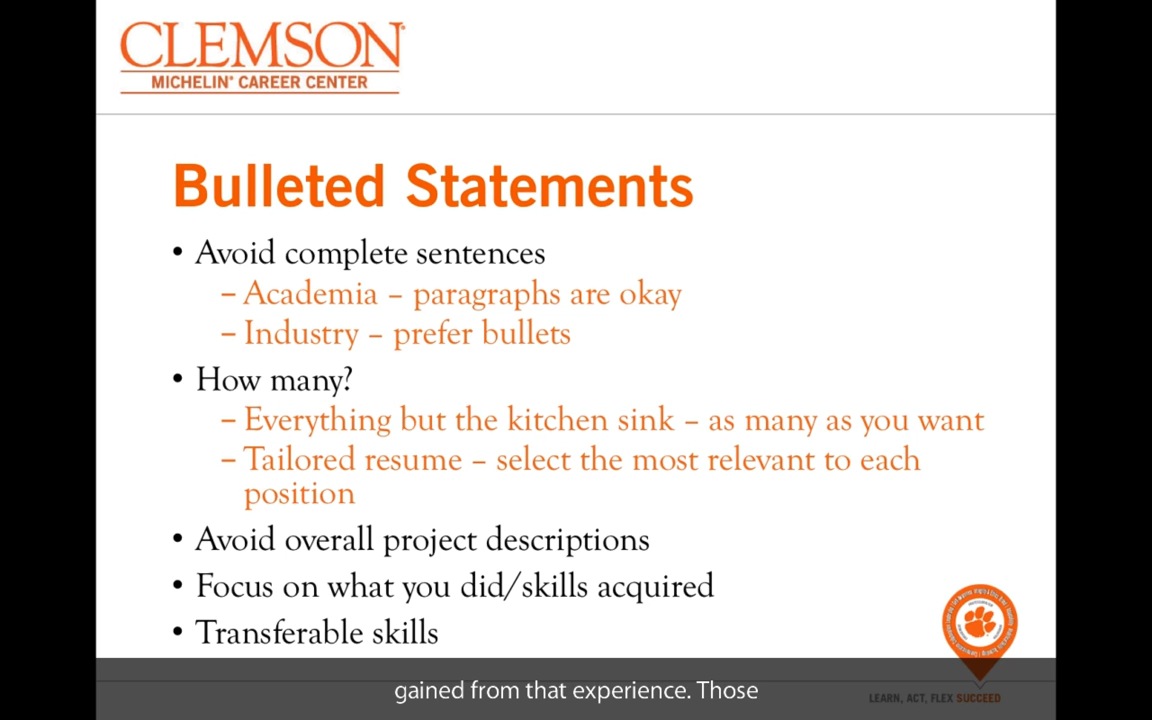 CLEMSON®
MICHELIN® CAREER CENTER
Bulleted Statements
• Avoid complete sentences
– Academia – paragraphs are okay
– Industry – prefer bullets
• How many?
– Everything but the kitchen sink – as many as you want
– Tailored resume – select the most relevant to each
position
• Avoid overall project descriptions
• Focus on what you did/skills acquired
• Transferable skills
gained from that experience. Those
LEARN, ACT, FLEX SUCCEED